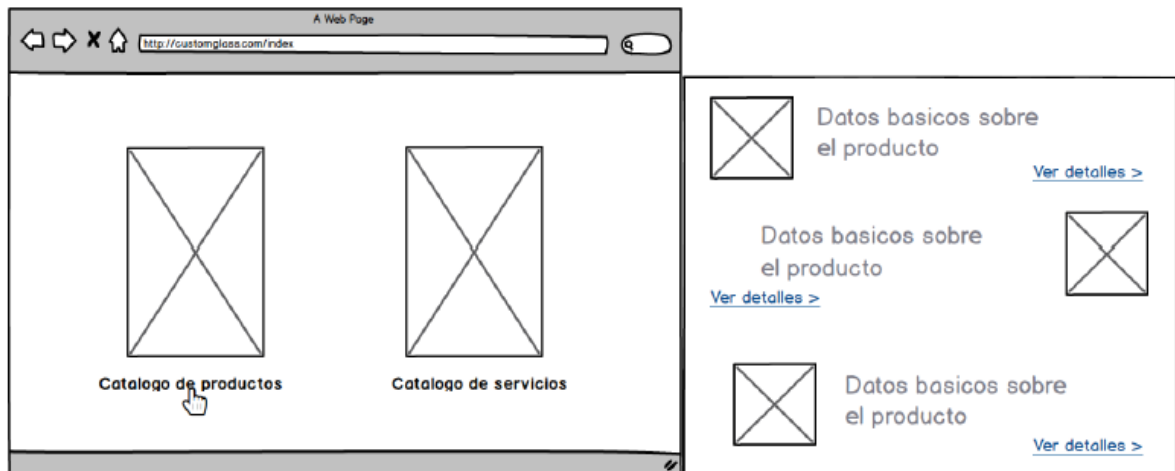 A Web Page
http://customglass.com/index
Catalogo de productos
Catalogo de servicios
Datos basicos sobre
el producto
Ver detalles >
Datos basicos sobre
el producto
Ver detalles >
Datos basicos sobre
el producto
Ver detalles >